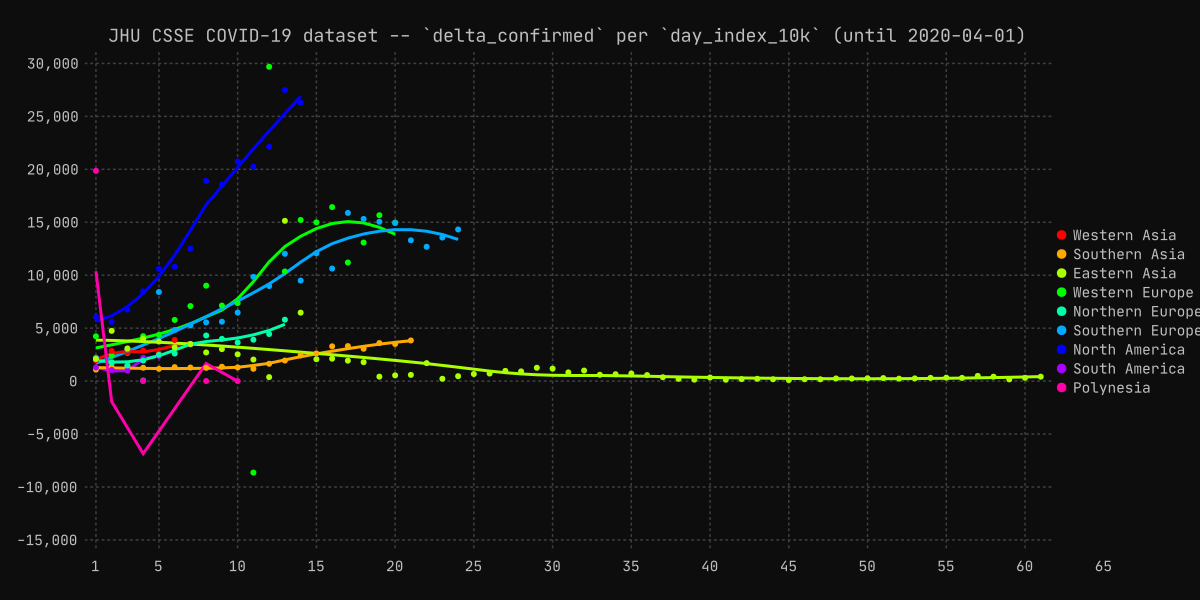 JHU CSSE COVID-19 dataset -- `delta_confirmed` per `day_index_10k` (until 2020-04-01)
30,000
25,000
20,000
15,000
10,000
5,000
0
-5,000
-10,000
-15,000
1 5 10 15 20 25 30 35 40 45 50 55 60 65
Western Asia
Southern Asia
Eastern Asia
Western Europe
Northern Europe
Southern Europe
North America
South America
Polynesia